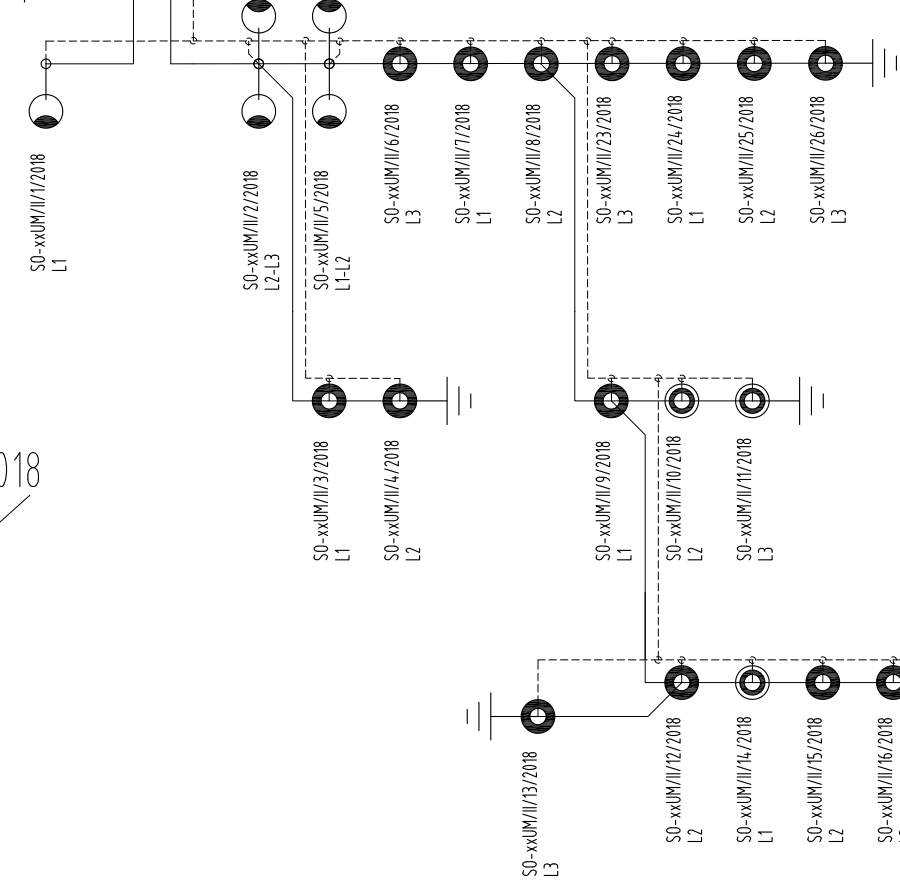 SO-xxUM/II/1/2018
L1
SO-xxUM/II/2/2018
L2-L3
SO-xxUM/II/5/2018
L1-L2
SO-xxUM/II/6/2018
L3
SO-xxUM/II/7/2018
L1
SO-xxUM/II/8/2018
L2
SO-xxUM/II/23/2018
L3
SO-xxUM/II/24/2018
L1
SO-xxUM/II/25/2018
L2
SO-xxUM/II/26/2018
L3
018
SO-xxUM/II/3/2018
L1
SO-xxUM/II/4/2018
L2
SO-xxUM/II/9/2018
L1
SO-xxUM/II/10/2018
L2
SO-xxUM/II/11/2018
L3
SO-xxUM/II/13/2018
L3
SO-xxUM/II/12/2018
L2
SO-xxUM/II/14/2018
L1
SO-xxUM/II/15/2018
L2
SO-xxUM/II/16/2018